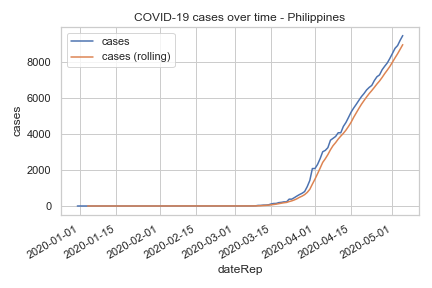 COVID-19 cases over time - Philippines
cases
cases (rolling)
cases
8000
6000
4000
2000
0
2020-01-01
2020-01-15
2020-02-01
2020-02-15
2020-03-01
2020-03-15
2020-04-01
2020-04-15
2020-05-01
dateRep